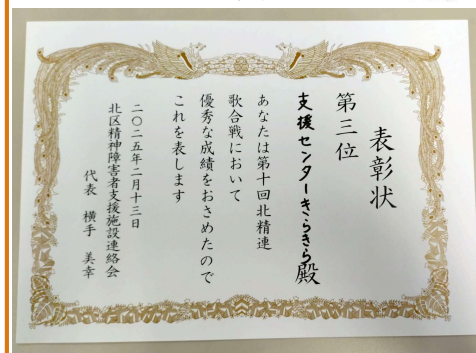 表彰状
第三位
支援センターきらきら殿
あなたは第十回北精連
歌合戦において
優秀な成績をおさめたので
これを表します
二〇二五年二月十三日
北区精神障害者支援施設連絡会
代表 横手 美幸